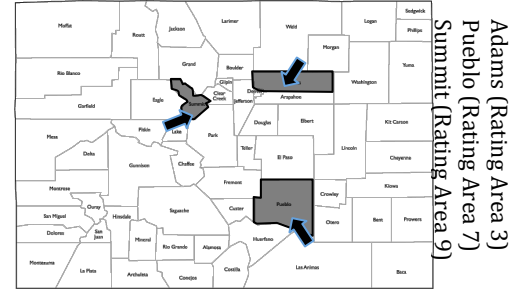 Adams (Rating Area 3)
Pueblo (Rating Area 7)
Summit (Rating Area 9)
Moffat
Routt
Jackson
Larimer
Weld
Logan
Sedgwick
Phillips
Morgan
Grand
Boulder
Rio Blanco
Gilpin
Washington
Yuma
Garfield
Eagle
Summit
Clear
Creek
Jefferson
Arapahoe
Pitkin
Lake
Park
Douglas
Elbert
Kit Carson
Mesa
Delta
Gunnison
Chaffee
Teller
El Paso
Lincoln
Cheyenne
Montrose
Fremont
Pueblo
Crowley
Kiowa
Ouray
San Miguel
Hinsdale
Saguache
Custer
Otero
Bent
Prowers
Dolores
San
Juan
Mineral
Rio Grande
Alamosa
Huerfano
Montezuma
La Plata
Archuleta
Conejos
Costilla
Las Animas
Baca